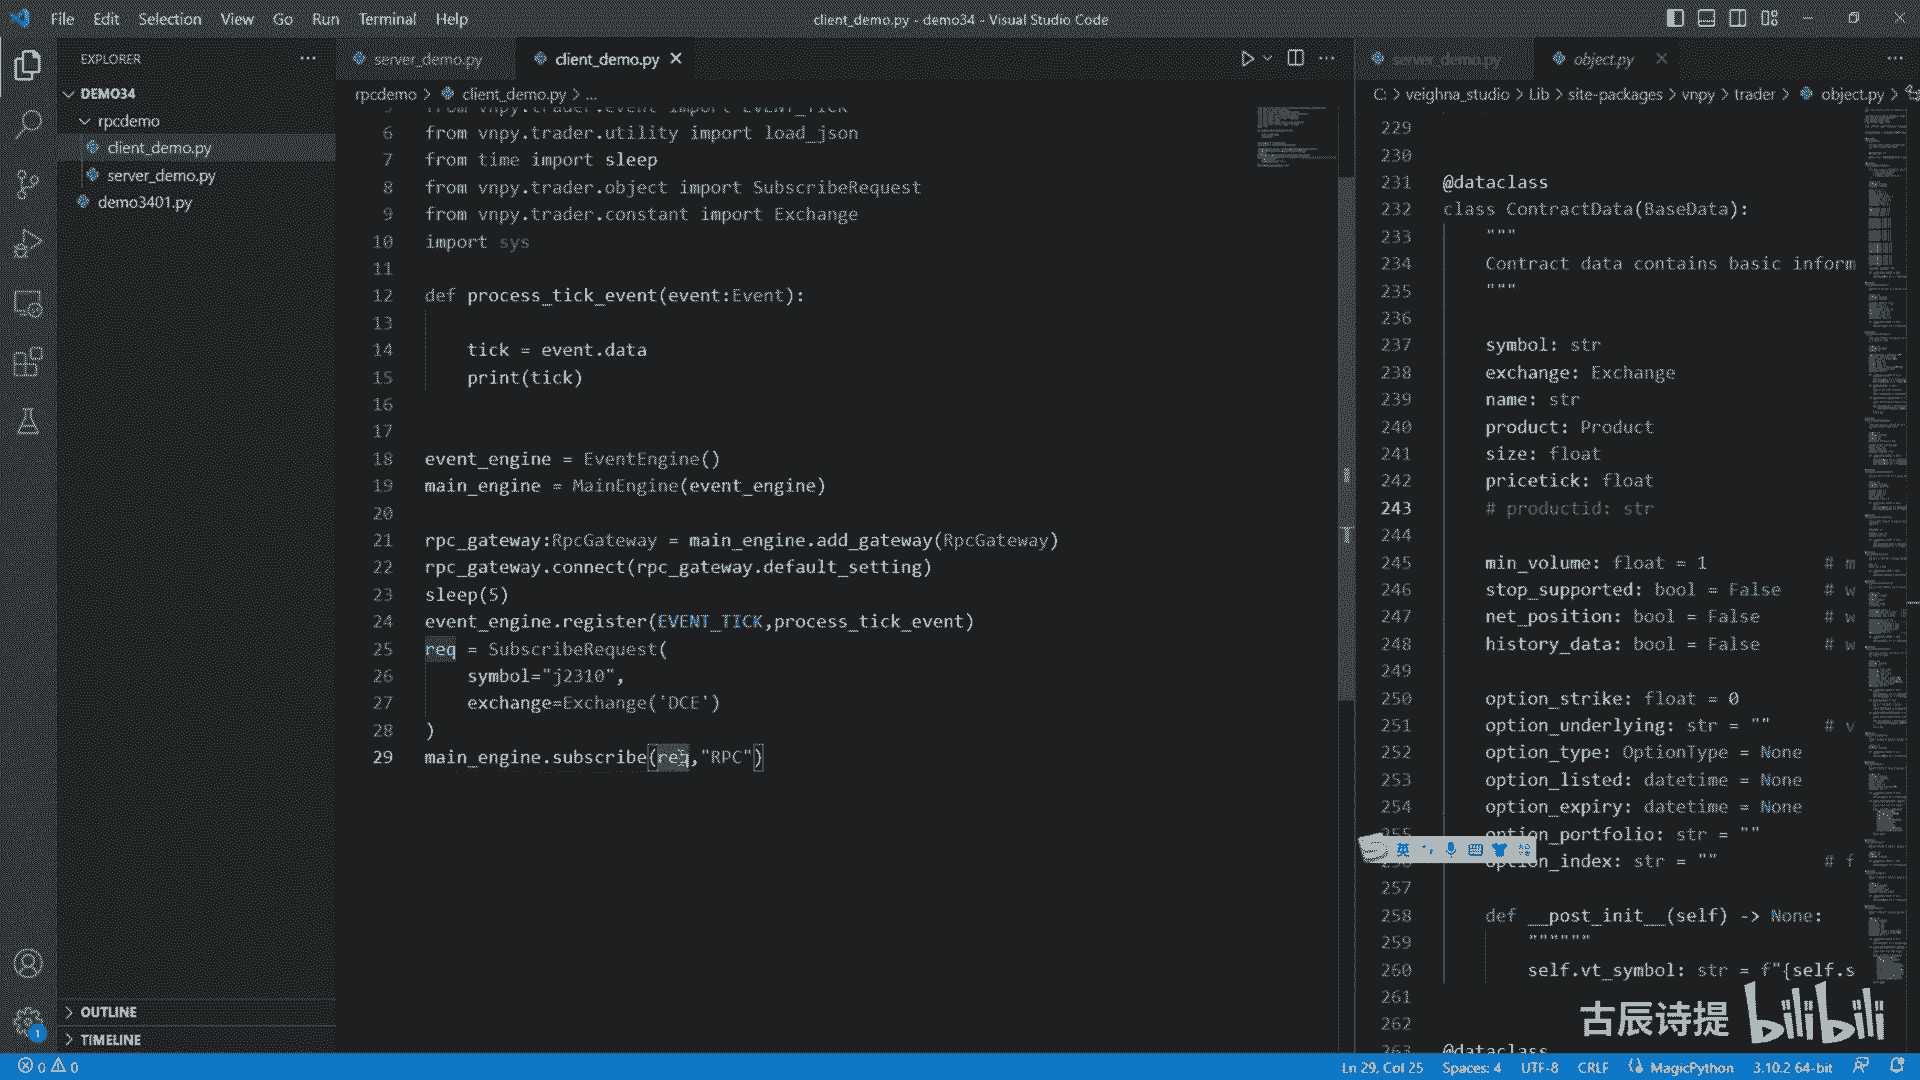 File Edit Selection View Go Run Terminal Help
client_demo.py - demo34 - Visual Studio Code
EXPLORER
DEMO34
rpcdemo
client_demo.py
server_demo.py
demo3401.py
OUTLINE
TIMELINE
server_demo.py
client_demo.py
rpcdemo > client_demo.py > ...
from vnpy.trader.event import EVENT_TICK
6 from vnpy.trader.utility import load_json
7 from time import sleep
8 from vnpy.trader.object import SubscribeRequest
9 from vnpy.trader.constant import Exchange
10 import sys
11
12 def process_tick_event(event:Event):
13
14 tick = event.data
15 print(tick)
16
17
18 event_engine = EventEngine()
19 main_engine = MainEngine(event_engine)
20
21 rpc_gateway:RpcGateway = main_engine.add_gateway(RpcGateway)
22 rpc_gateway.connect(rpc_gateway.default_setting)
23 sleep(5)
24 event_engine.register(EVENT_TICK,process_tick_event)
25 req = SubscribeRequest(
26 symbol="j2310",
27 exchange=Exchange('DCE')
28 )
29 main_engine.subscribe(req,"RPC")
server_demo.py
object.py
C: > veighna_studio > Lib > site-packages > vnpy > trader > object.py >
229
230
231 @dataclass
232 class ContractData(BaseData):
233 """
234 Contract data contains basic inform
235 """
236
237 symbol: str
238 exchange: Exchange
239 name: str
240 product: Product
241 size: float
242 pricetick: float
243 # productid: str
244
245 min_volume: float = 1 # m
246 stop_supported: bool = False # w
247 net_position: bool = False # w
248 history_data: bool = False # w
249
250 option_strike: float = 0
251 option_underlying: str = "" # v
252 option_type: OptionType = None
253 option_listed: datetime = None
254 option_expiry: datetime = None
255 option_portfolio: str = ""
option_index: str = "" # f
257
258 def __post_init__(self) -> None:
259 """"""
260 self.vt_symbol: str = f"{self.s
261
262
263 @dataclass
英
古辰诗提 bilibili
1
0 0
Ln 29, Col 25 Spaces: 4 UTF-8 CRLF MagicPython 3.10.2 64-bit